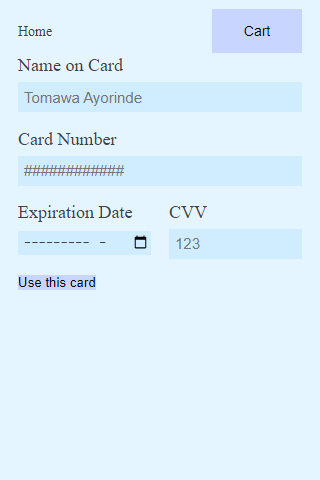 Home
Cart
Name on Card
Tomawa Ayorinde
Card Number
############
Expiration Date
CVV
--------- -
123
Use this card